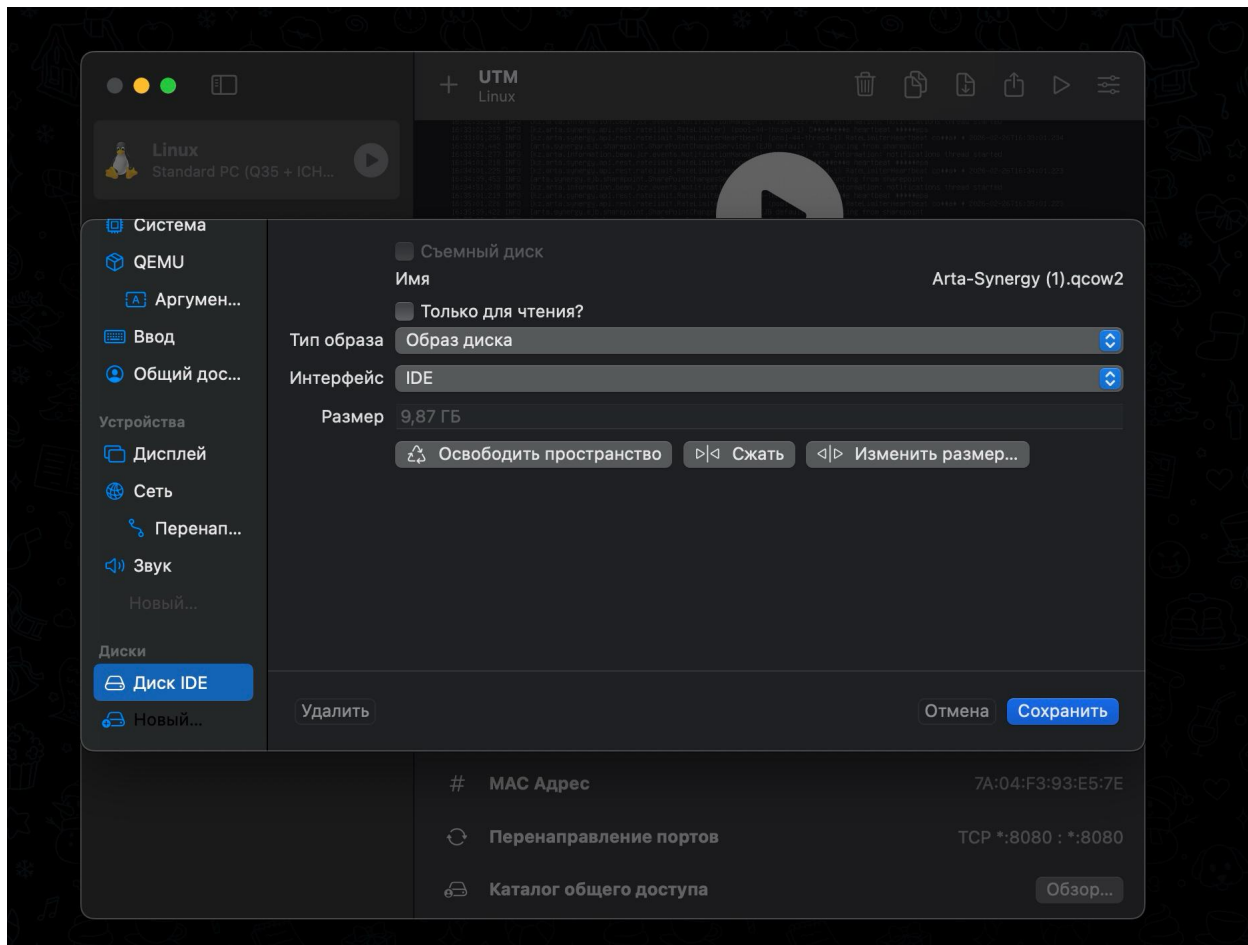 UTM
Linux
Linux
Standard PC (Q35 + ICH...
Система
QEMU
Аргумен...
Ввод
Общий дос...
Устройства
Дисплей
Сеть
Перенап...
Звук
Новый...
Диски
Диск IDE
Новый...
Съемный диск
Имя Arta-Synergy (1).qcow2
Только для чтения?
Тип образа Образ диска
Интерфейс IDE
Размер 9,87 ГБ
Освободить пространство Сжать Изменить размер...
Удалить Отмена Сохранить
MAC Адрес 7A:04:F3:93:E5:7E
Перенаправление портов TCP *:8080 : *:8080
Каталог общего доступа Обзор...